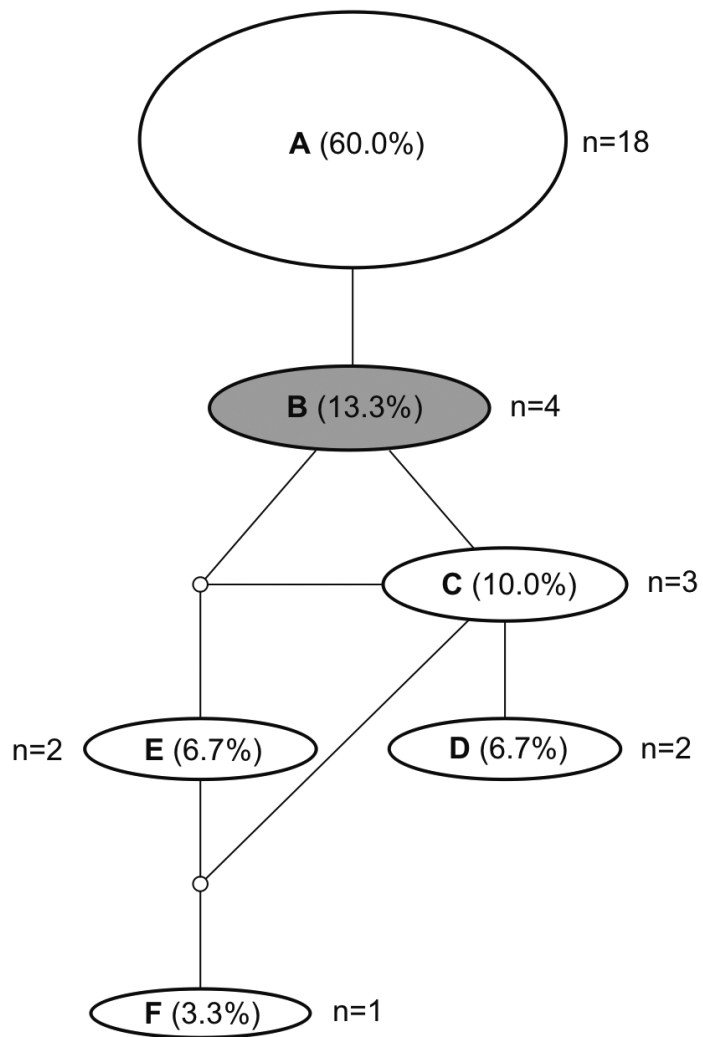 A (60.0%) n=18
B (13.3%) n=4
C (10.0%) n=3
n=2 E (6.7%) D (6.7%) n=2
F (3.3%) n=1